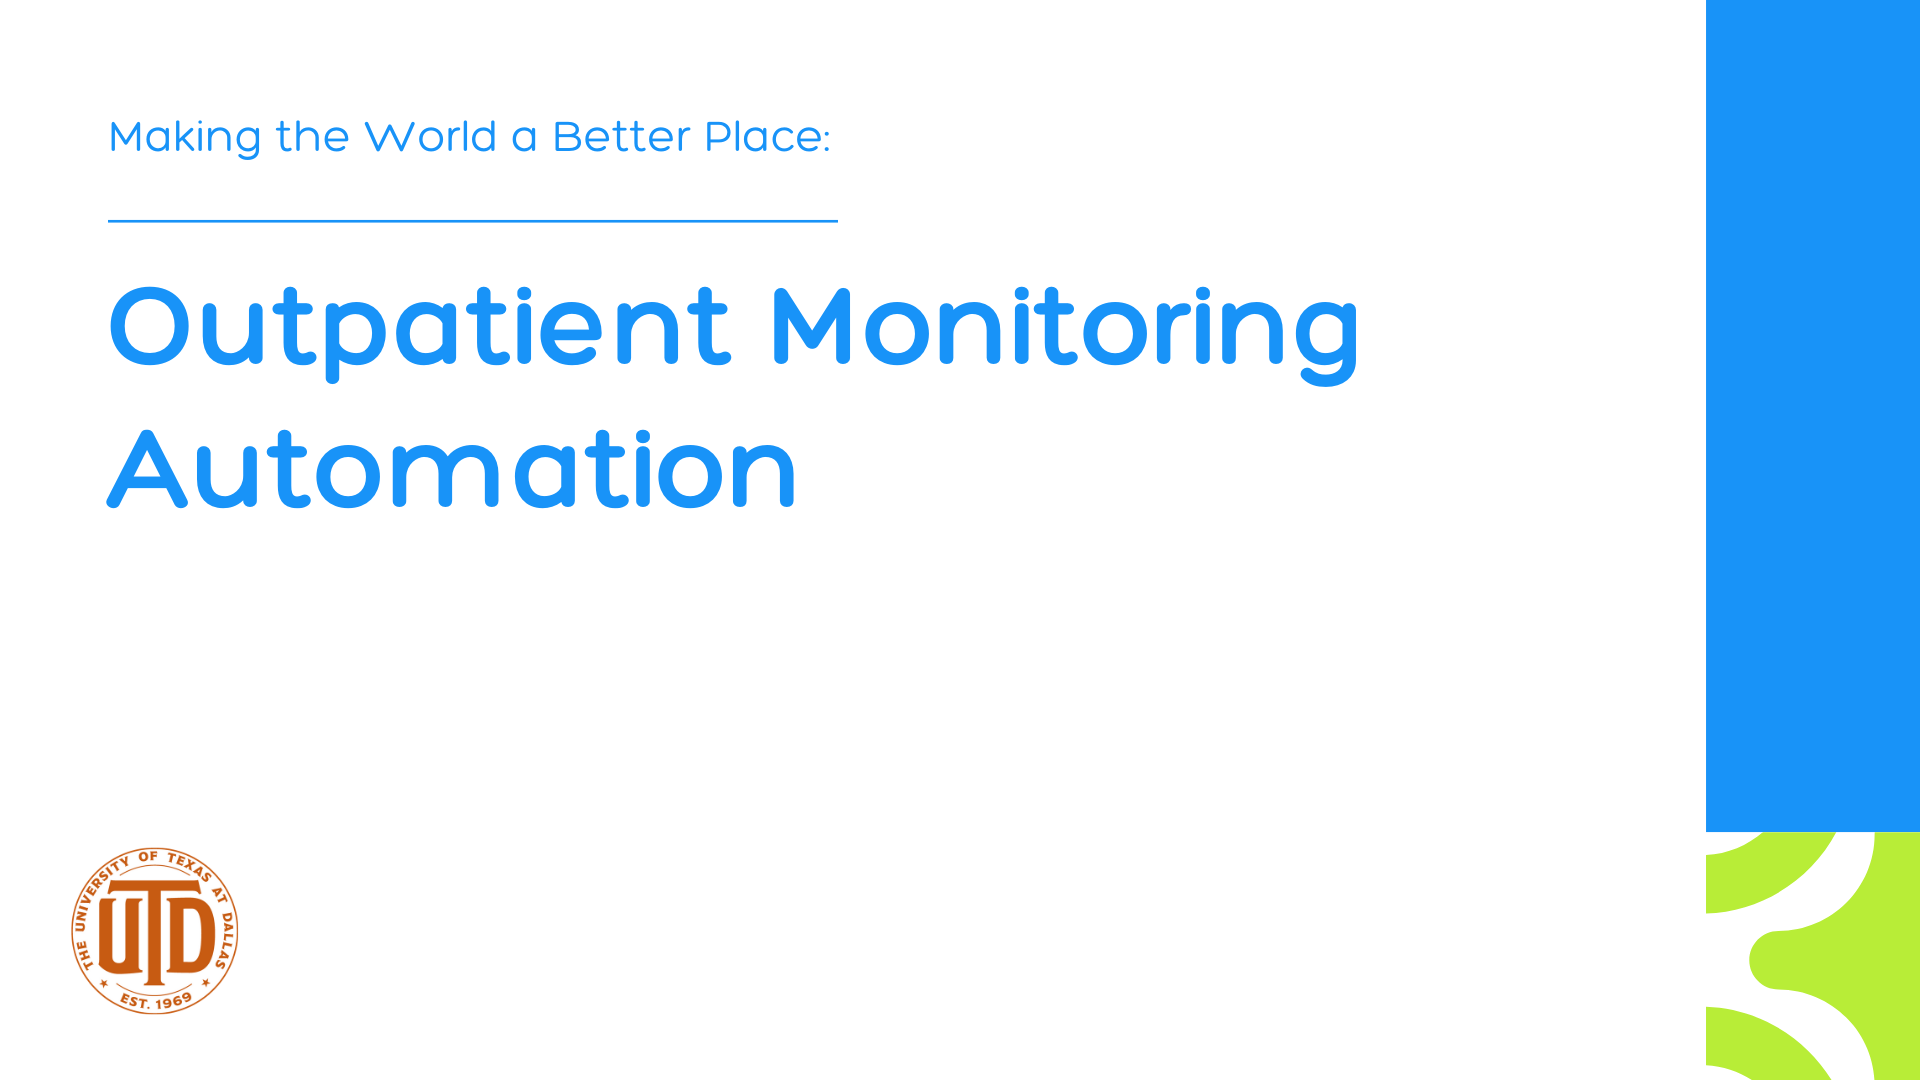 Making the World a Better Place:
Outpatient Monitoring
Automation
THE UNIVERSITY OF TEXAS AT DALLAS
UTD
EST. 1969